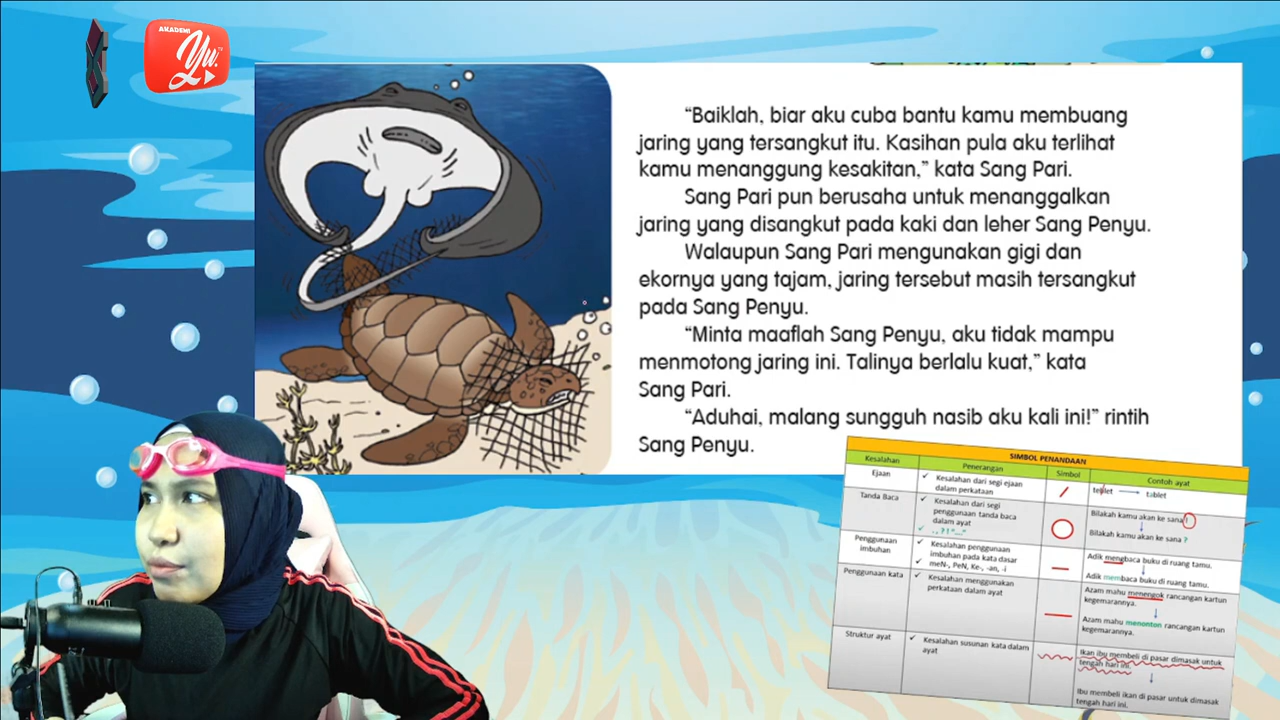 AKADEMI
Yu.
TV
“Baiklah, biar aku cuba bantu kamu membuang
jaring yang tersangkut itu. Kasihan pula aku terlihat
kamu menanggung kesakitan,” kata Sang Pari.
Sang Pari pun berusaha untuk menanggalkan
jaring yang disangkut pada kaki dan leher Sang Penyu.
Walaupun Sang Pari mengunakan gigi dan
ekornya yang tajam, jaring tersebut masih tersangkut
pada Sang Penyu.
“Minta maaflah Sang Penyu, aku tidak mampu
menmotong jaring ini. Talinya berlalu kuat,” kata
Sang Pari.
“Aduhai, malang sungguh nasib aku kali ini!” rintih
Sang Penyu.
SIMBOL PENANDAAN
Kesalahan Penerangan Simbol Contoh ayat
Ejaan
✓ Kesalahan dari segi ejaan
dalam perkataan
/
teblet → tablet
Tanda Baca
✓ Kesalahan dari segi
penggunaan tanda baca
dalam ayat
✓ . , ? ! “....”
Bilakah kamu akan ke sana !
Bilakah kamu akan ke sana ?
Penggunaan
imbuhan
✓ Kesalahan penggunaan
imbuhan pada kata dasar
✓ meN-, PeN, Ke-, -an, -i
Adik mengbaca buku di ruang tamu.
Adik membaca buku di ruang tamu.
Penggunaan kata
✓ Kesalahan menggunakan
perkataan dalam ayat
Azam mahu menengok rancangan kartun
kegemarannya.
Azam mahu menonton rancangan kartun
kegemarannya.
Struktur ayat
✓ Kesalahan susunan kata dalam
ayat
Ikan ibu membeli di pasar dimasak untuk
tengah hari ini.
Ibu membeli ikan di pasar untuk dimasak
tengah hari ini.